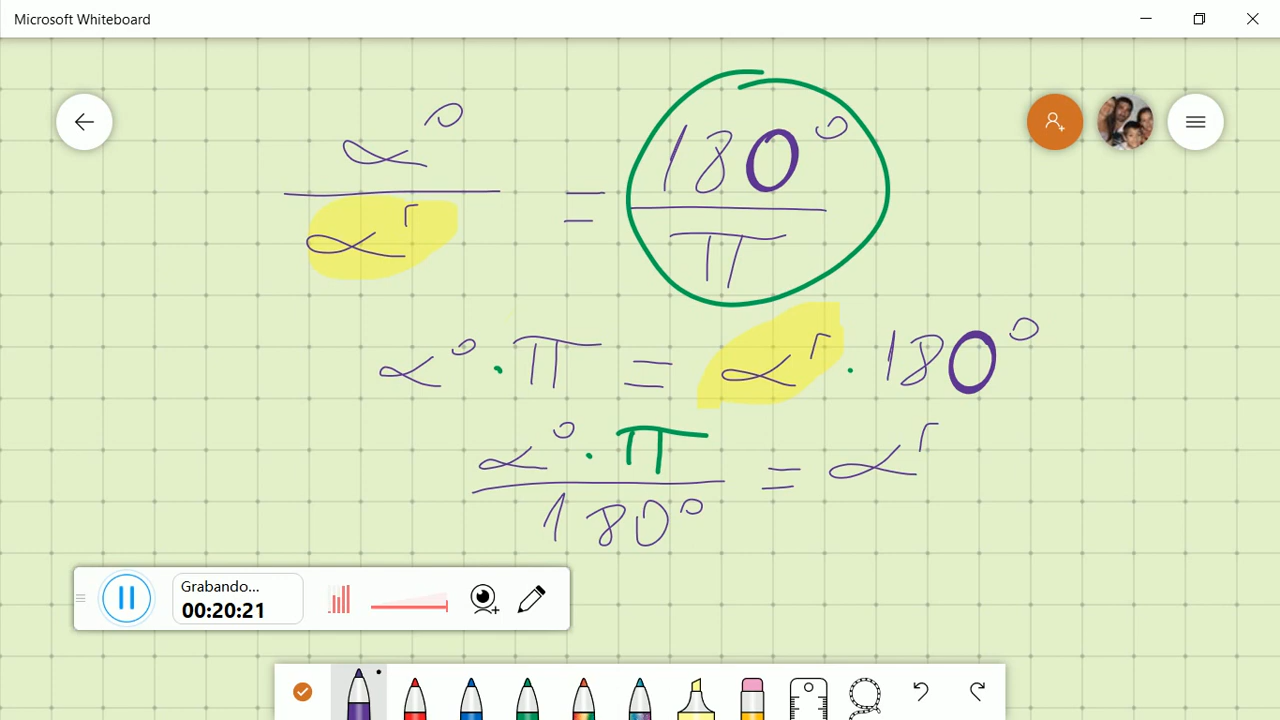 Microsoft Whiteboard
α° / αʳ = 180° / π
α° · π = αʳ · 180°
α° · π / 180° = αʳ
Grabando...
00:20:21